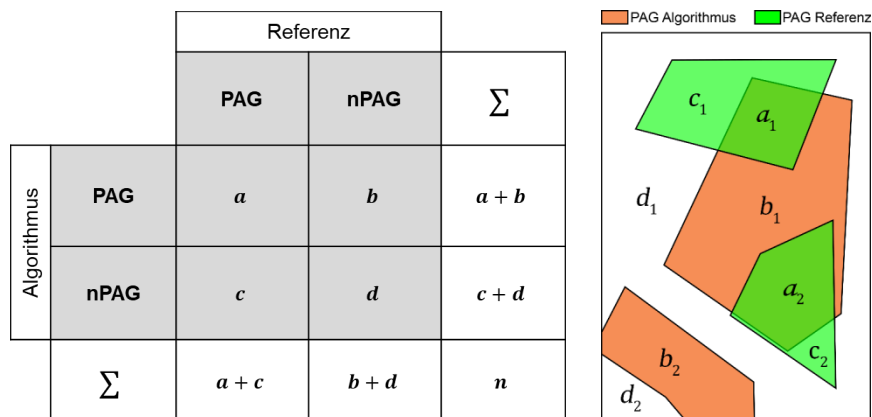 Referenz
PAG nPAG ∑
Algorithmus
PAG a b a + b
nPAG c d c + d
∑ a + c b + d n
PAG Algorithmus PAG Referenz
c₁ a₁
d₁ b₁
a₂
b₂ c₂
d₂